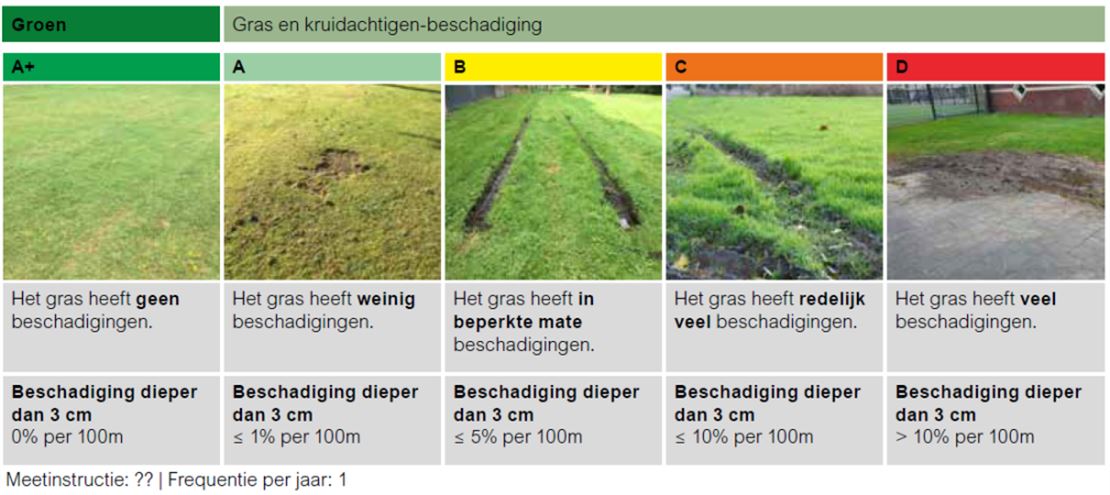 Groen
Gras en kruidachtigen-beschadiging
A+
A
B
C
D
Het gras heeft geen
beschadigingen.
Het gras heeft weinig
beschadigingen.
Het gras heeft in
beperkte mate
beschadigingen.
Het gras heeft redelijk
veel beschadigingen.
Het gras heeft veel
beschadigingen.
Beschadiging dieper
dan 3 cm
0% per 100m
Beschadiging dieper
dan 3 cm
≤ 1% per 100m
Beschadiging dieper
dan 3 cm
≤ 5% per 100m
Beschadiging dieper
dan 3 cm
≤ 10% per 100m
Beschadiging dieper
dan 3 cm
> 10% per 100m
Meetinstructie: ?? | Frequentie per jaar: 1